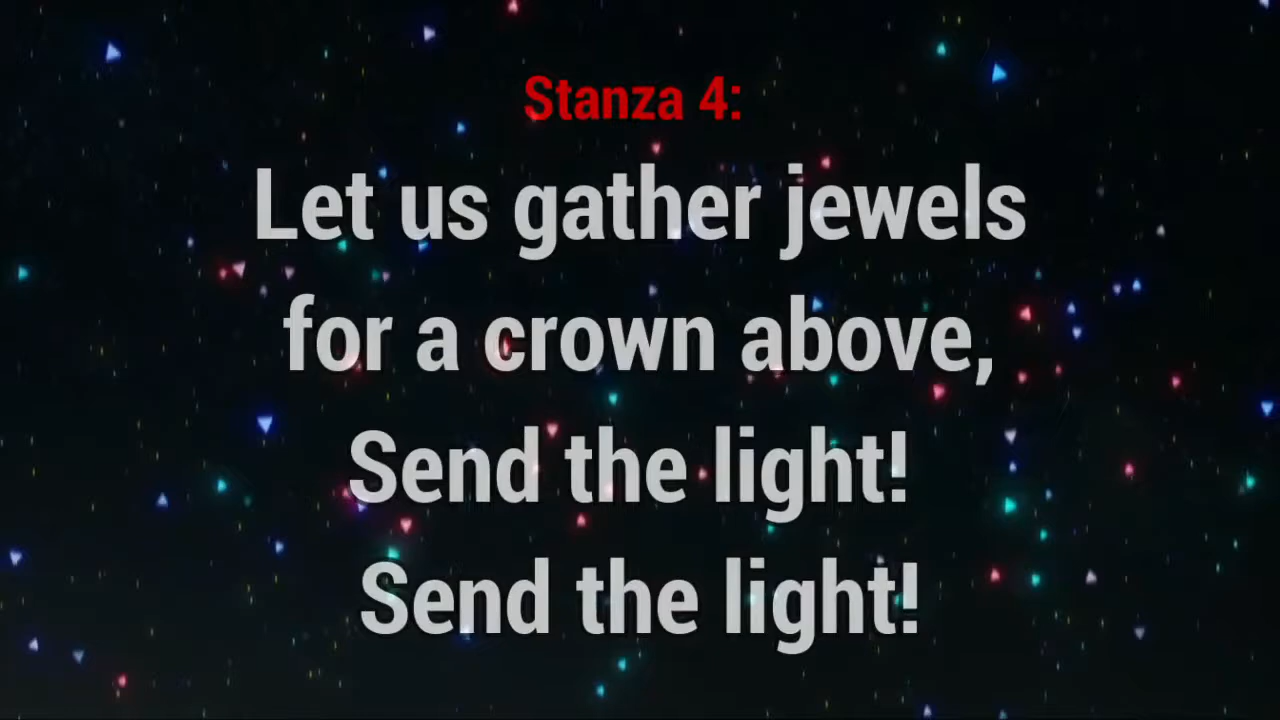 Stanza 4:
Let us gather jewels
for a crown above,
Send the light!
Send the light!